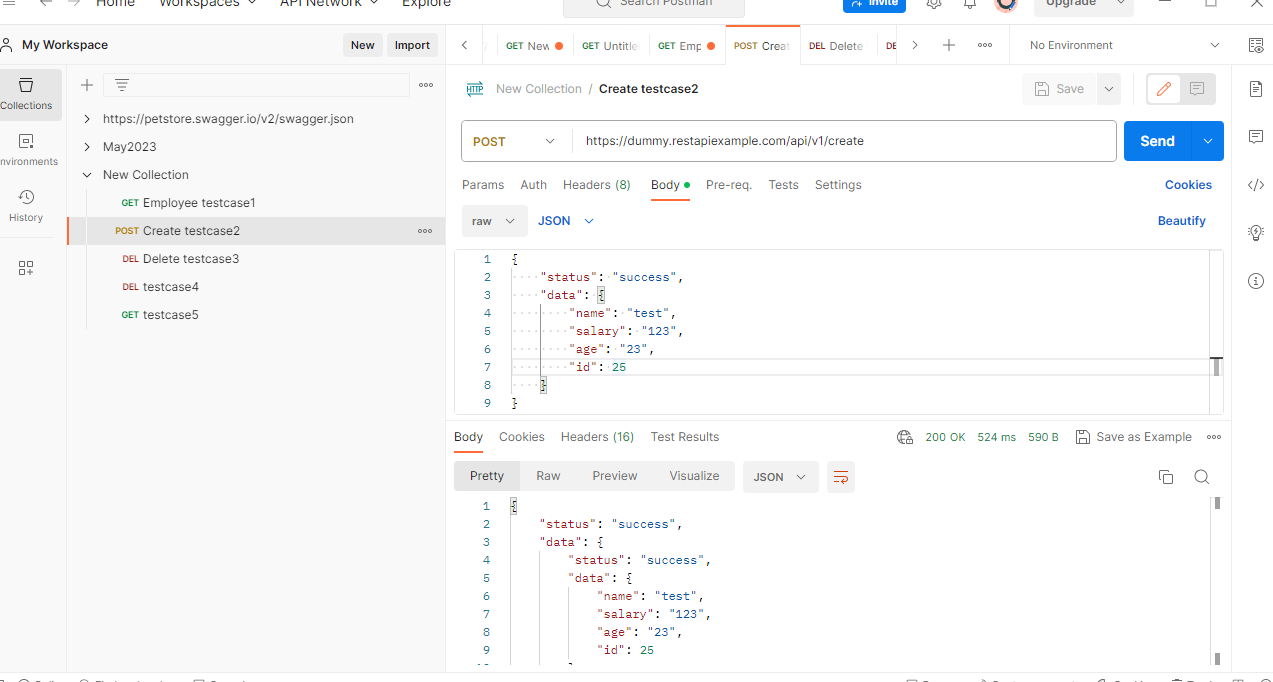 Home Workspaces API Network Explore Search Postman Invite Upgrade
My Workspace New Import
GET New GET Untitle GET Emp POST Creat DEL Delete DE No Environment
Collections
Environments
History
https://petstore.swagger.io/v2/swagger.json
May2023
New Collection
GET Employee testcase1
POST Create testcase2
DEL Delete testcase3
DEL testcase4
GET testcase5
HTTP New Collection / Create testcase2 Save
POST https://dummy.restapiexample.com/api/v1/create Send
Params Auth Headers (8) Body Pre-req. Tests Settings Cookies
raw JSON Beautify
1 {
2 "status": "success",
3 "data": {
4 "name": "test",
5 "salary": "123",
6 "age": "23",
7 "id": 25
8 }
9 }
Body Cookies Headers (16) Test Results 200 OK 524 ms 590 B Save as Example
Pretty Raw Preview Visualize JSON
1 {
2 "status": "success",
3 "data": {
4 "status": "success",
5 "data": {
6 "name": "test",
7 "salary": "123",
8 "age": "23",
9 "id": 25